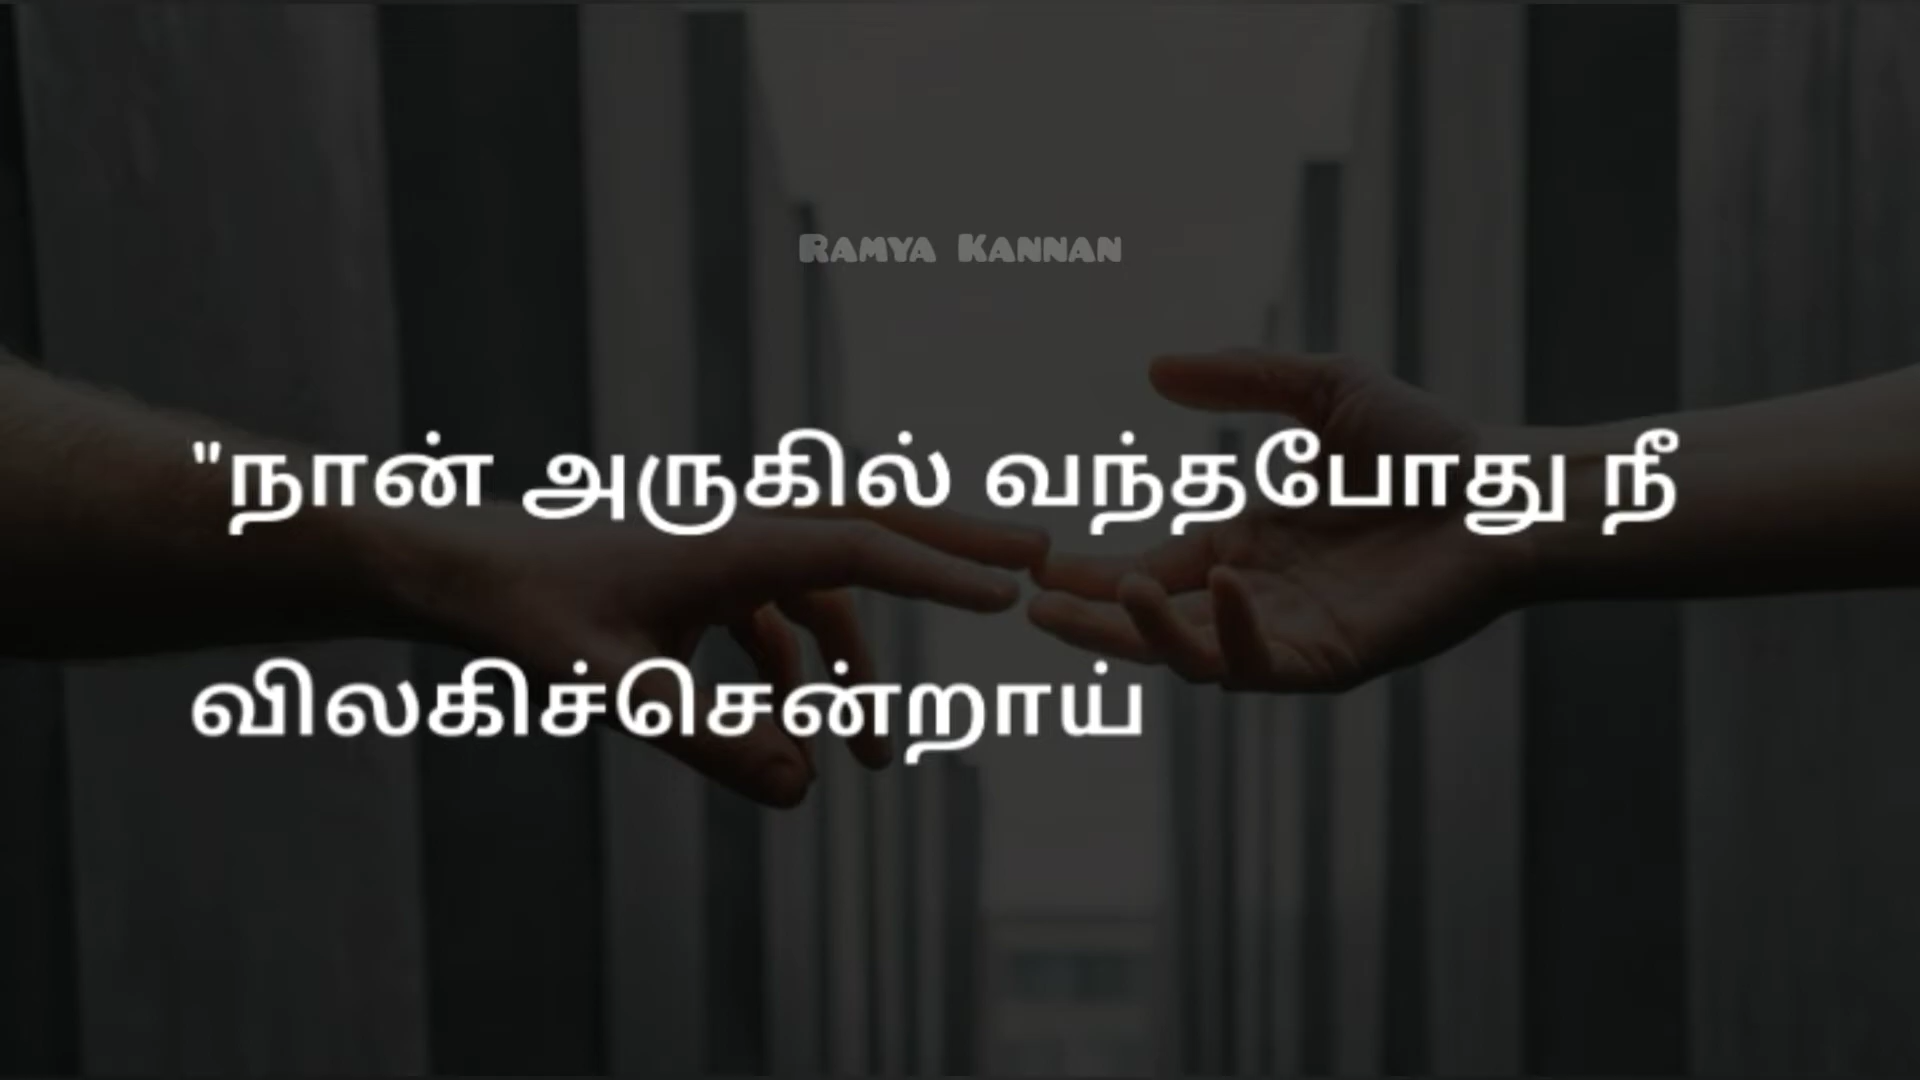 Ramya Kannan
"நான் அருகில் வந்தபோது நீ
விலகிச்சென்றாய்